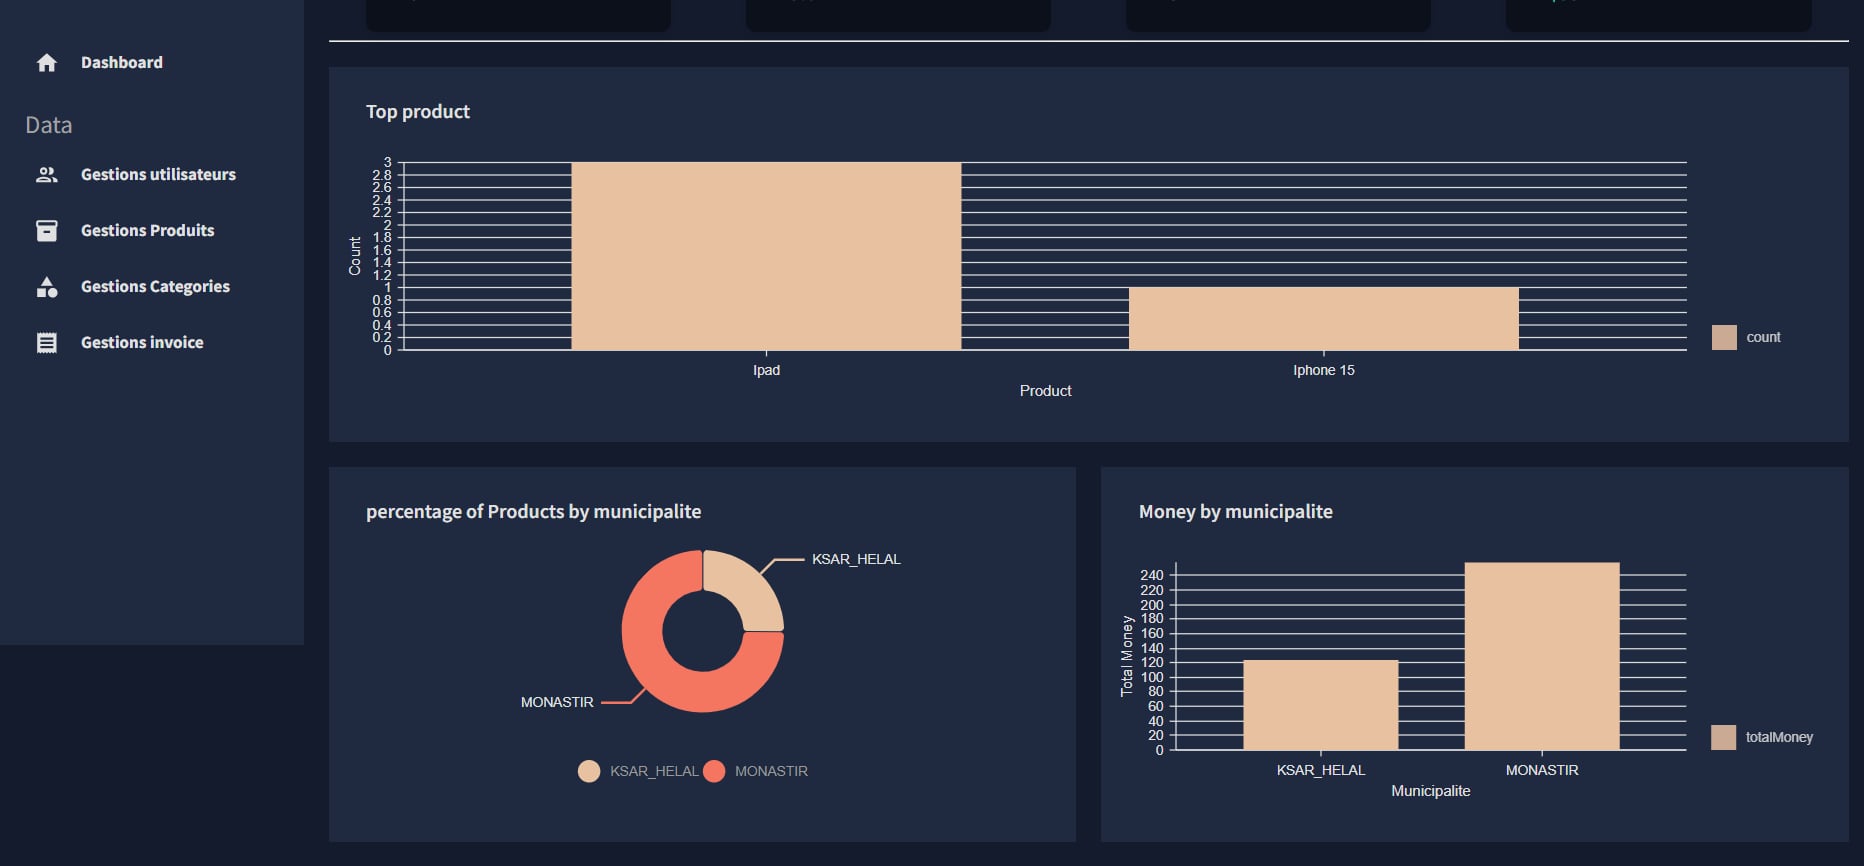 Dashboard
Data
Gestions utilisateurs
Gestions Produits
Gestions Categories
Gestions invoice
Top product
3
2.8
2.6
2.4
2.2
2
1.8
1.6
1.4
1.2
1
0.8
0.6
0.4
0.2
0
Count
Ipad
Iphone 15
Product
count
percentage of Products by municipalite
KSAR_HELAL
MONASTIR
KSAR_HELAL
MONASTIR
Money by municipalite
240
220
200
180
160
140
120
100
80
60
40
20
0
Total Money
KSAR_HELAL
MONASTIR
Municipalite
totalMoney